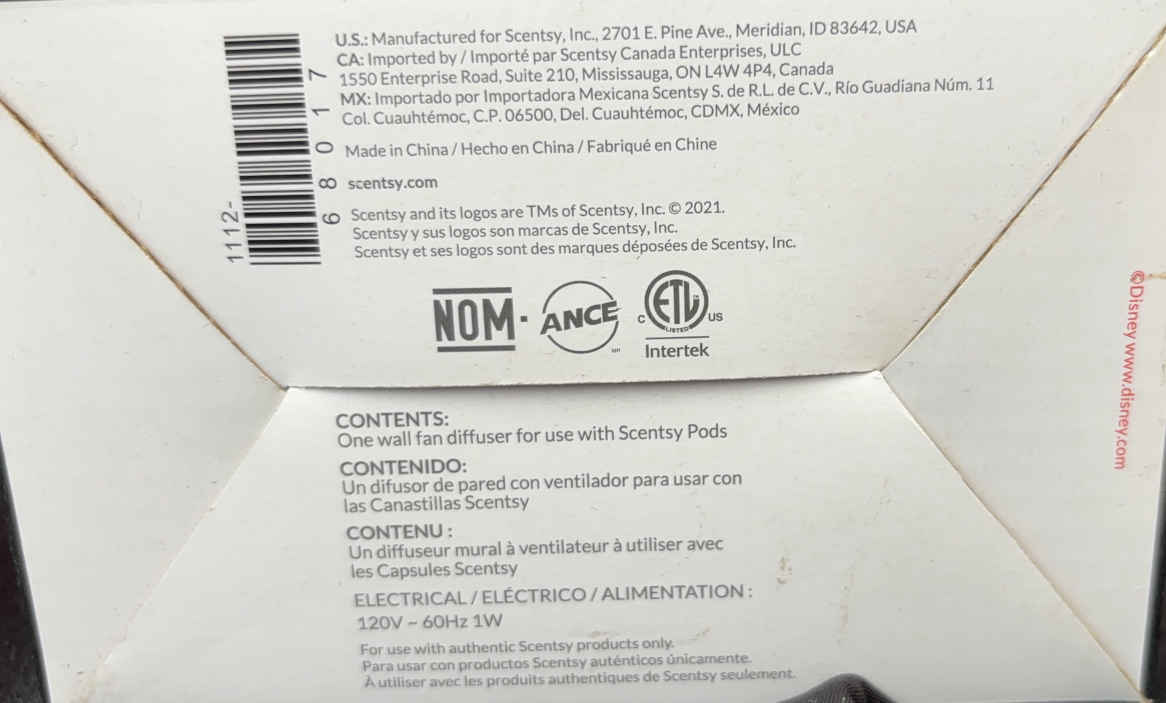 U.S.: Manufactured for Scentsy, Inc., 2701 E. Pine Ave., Meridian, ID 83642, USA
CA: Imported by / Importé par Scentsy Canada Enterprises, ULC
1550 Enterprise Road, Suite 210, Mississauga, ON L4W 4P4, Canada
MX: Importado por Importadora Mexicana Scentsy S. de R.L. de C.V., Río Guadiana Núm. 11
Col. Cuauhtémoc, C.P. 06500, Del. Cuauhtémoc, CDMX, México
Made in China / Hecho en China / Fabriqué en Chine
scentsy.com
Scentsy and its logos are TMs of Scentsy, Inc. © 2021.
Scentsy y sus logos son marcas de Scentsy, Inc.
Scentsy et ses logos sont des marques déposées de Scentsy, Inc.
1112-
6 8 0 1 7
NOM-
ANCE
C ETL US
LISTED
Intertek
CONTENTS:
One wall fan diffuser for use with Scentsy Pods
CONTENIDO:
Un difusor de pared con ventilador para usar con
las Canastillas Scentsy
CONTENU :
Un diffuseur mural à ventilateur à utiliser avec
les Capsules Scentsy
ELECTRICAL / ELÉCTRICO / ALIMENTATION :
120V ~ 60Hz 1W
For use with authentic Scentsy products only.
Para usar con productos Scentsy auténticos únicamente.
À utiliser avec les produits authentiques de Scentsy seulement.
©Disney www.disney.com